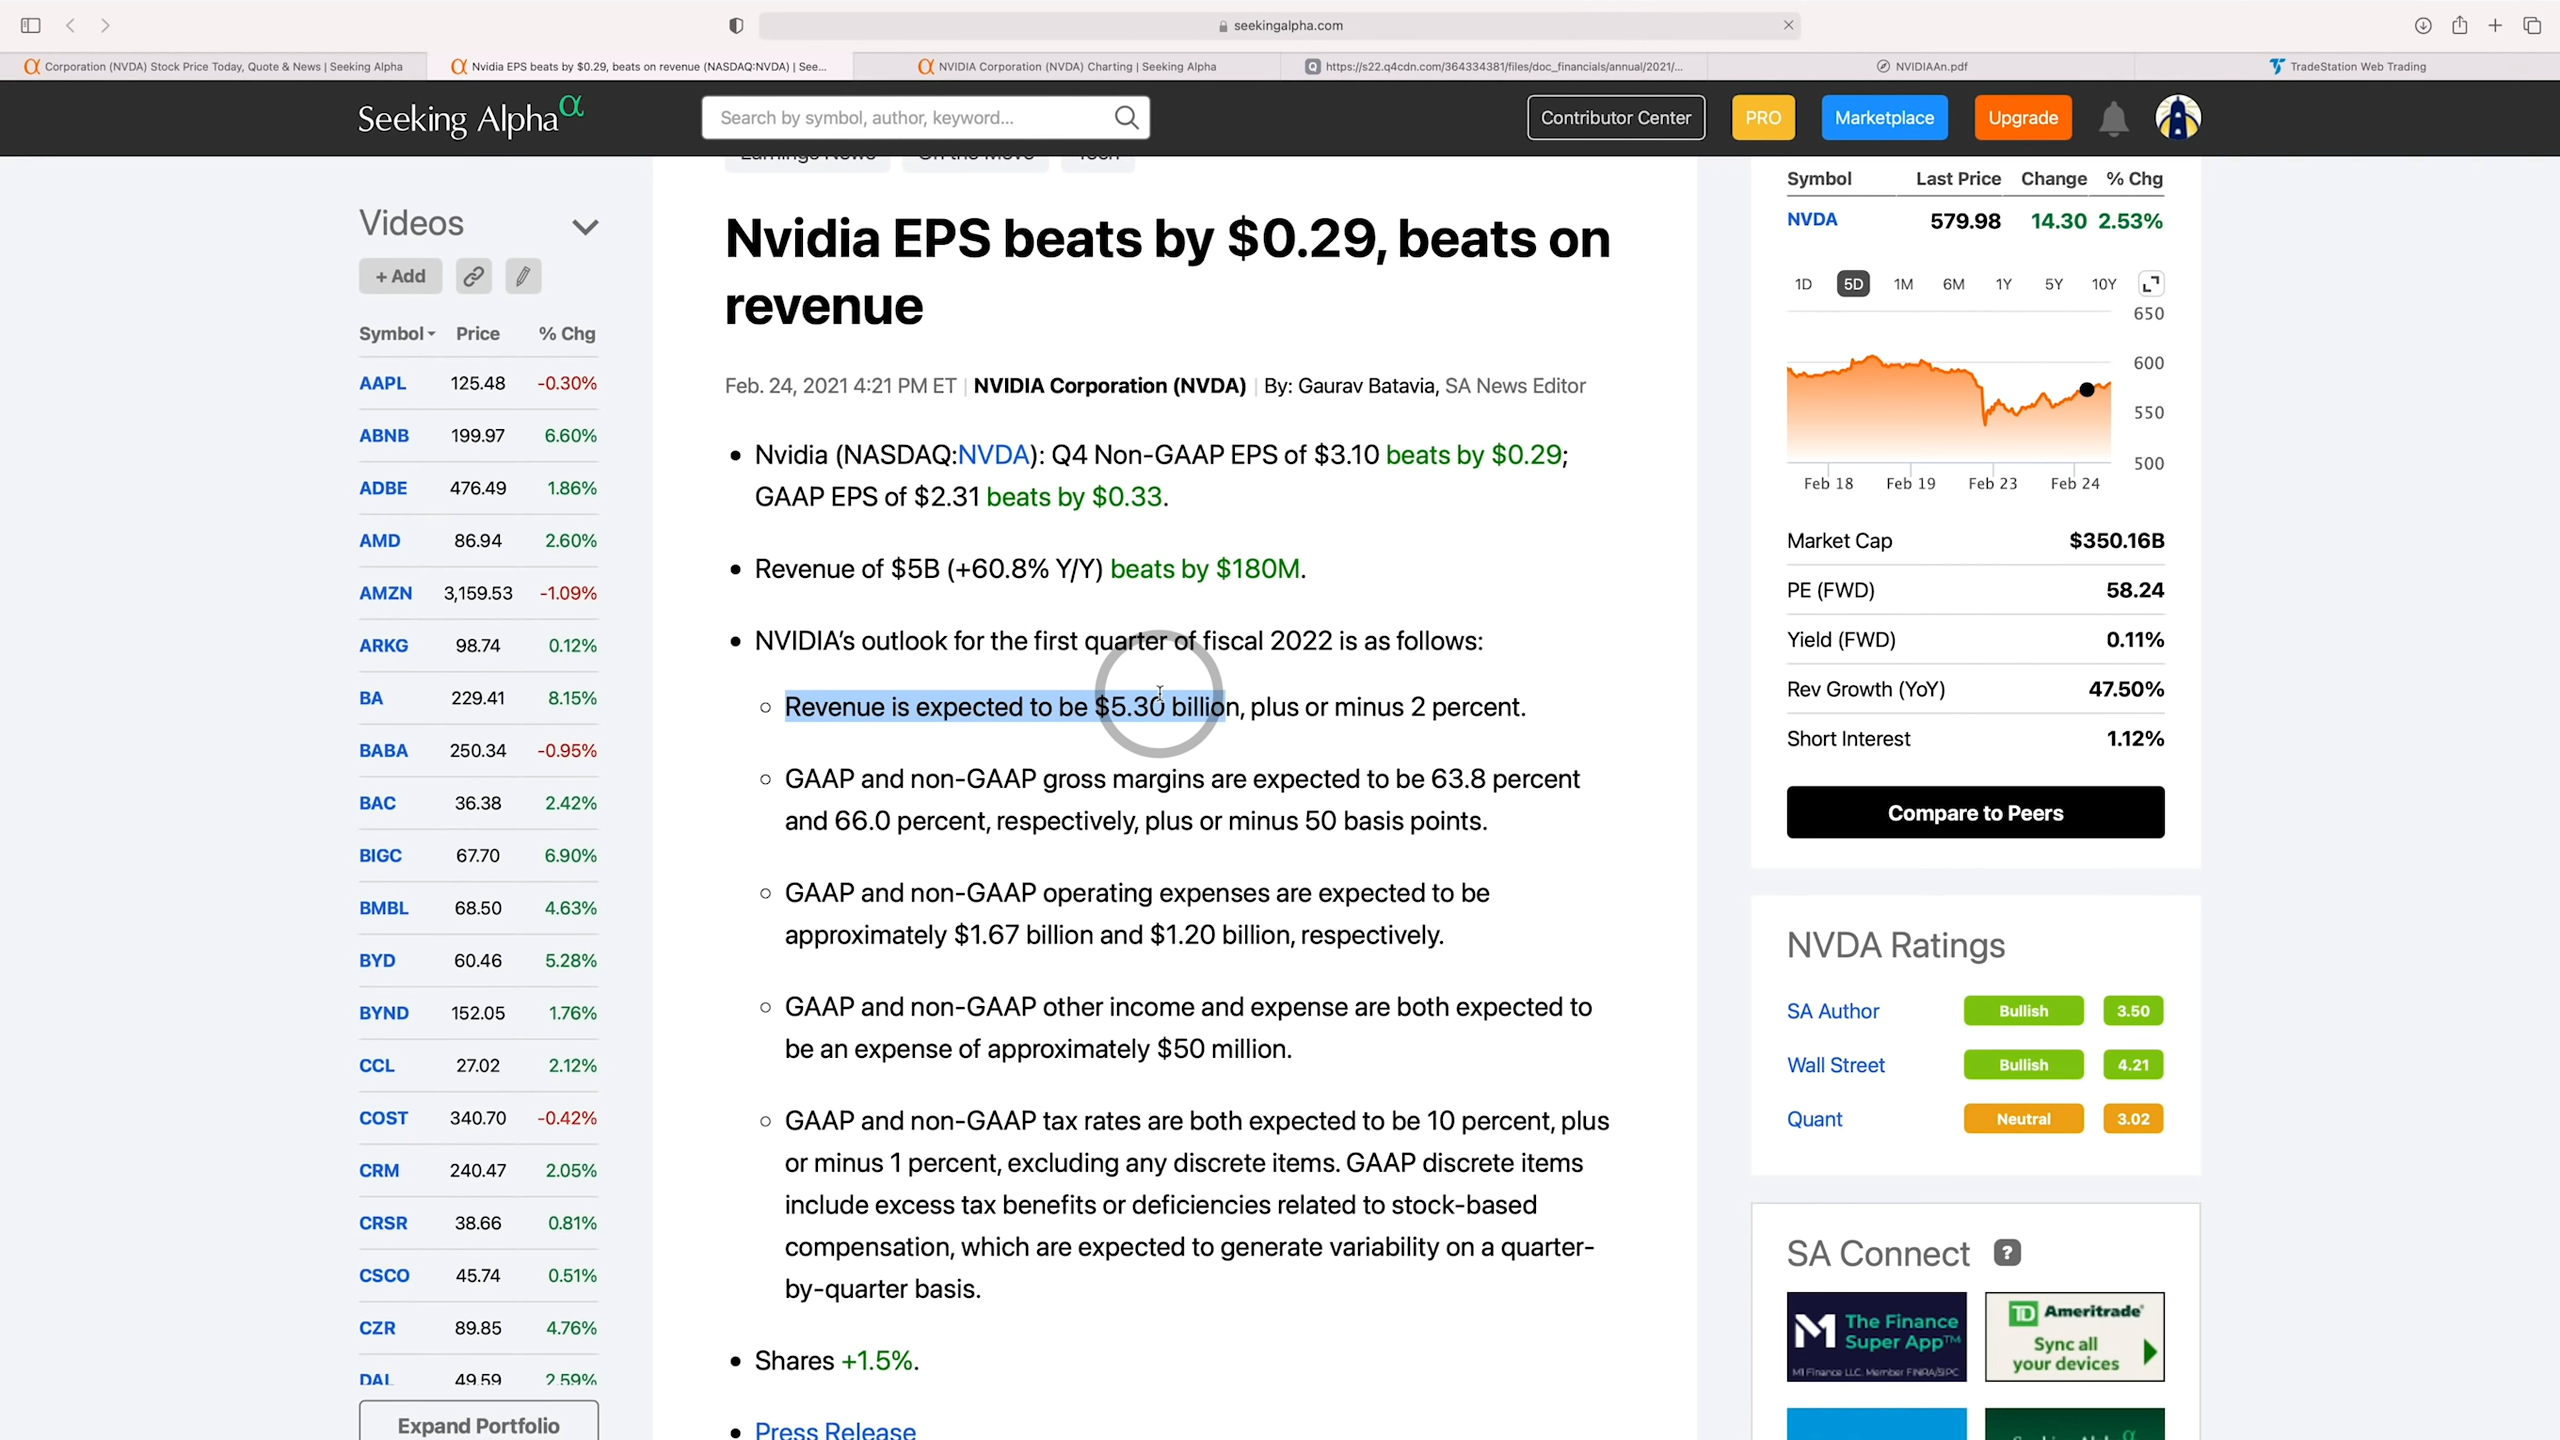 seekingalpha.com
Corporation (NVDA) Stock Price Today, Quote & News | Seeking Alpha
Nvidia EPS beats by $0.29, beats on revenue (NASDAQ:NVDA) | See...
NVIDIA Corporation (NVDA) Charting | Seeking Alpha
https://s22.q4cdn.com/364334381/files/doc_financials/annual/2021/...
NVIDIAAn.pdf
TradeStation Web Trading
Seeking Alpha α
Search by symbol, author, keyword...
Contributor Center
PRO
Marketplace
Upgrade
Earnings News
On the Move
Tech
Videos
+ Add
Symbol Price % Chg
AAPL 125.48 -0.30%
ABNB 199.97 6.60%
ADBE 476.49 1.86%
AMD 86.94 2.60%
AMZN 3,159.53 -1.09%
ARKG 98.74 0.12%
BA 229.41 8.15%
BABA 250.34 -0.95%
BAC 36.38 2.42%
BIGC 67.70 6.90%
BMBL 68.50 4.63%
BYD 60.46 5.28%
BYND 152.05 1.76%
CCL 27.02 2.12%
COST 340.70 -0.42%
CRM 240.47 2.05%
CRSR 38.66 0.81%
CSCO 45.74 0.51%
CZR 89.85 4.76%
DAL 49.59 2.59%
Expand Portfolio
Nvidia EPS beats by $0.29, beats on
revenue
Feb. 24, 2021 4:21 PM ET | NVIDIA Corporation (NVDA) | By: Gaurav Batavia, SA News Editor
• Nvidia (NASDAQ:NVDA): Q4 Non-GAAP EPS of $3.10 beats by $0.29;
GAAP EPS of $2.31 beats by $0.33.
• Revenue of $5B (+60.8% Y/Y) beats by $180M.
• NVIDIA's outlook for the first quarter of fiscal 2022 is as follows:
○ Revenue is expected to be $5.30 billion, plus or minus 2 percent.
○ GAAP and non-GAAP gross margins are expected to be 63.8 percent
and 66.0 percent, respectively, plus or minus 50 basis points.
○ GAAP and non-GAAP operating expenses are expected to be
approximately $1.67 billion and $1.20 billion, respectively.
○ GAAP and non-GAAP other income and expense are both expected to
be an expense of approximately $50 million.
○ GAAP and non-GAAP tax rates are both expected to be 10 percent, plus
or minus 1 percent, excluding any discrete items. GAAP discrete items
include excess tax benefits or deficiencies related to stock-based
compensation, which are expected to generate variability on a quarter-
by-quarter basis.
• Shares +1.5%.
• Press Release
Symbol Last Price Change % Chg
NVDA 579.98 14.30 2.53%
1D 5D 1M 6M 1Y 5Y 10Y
650
600
550
500
Feb 18 Feb 19 Feb 23 Feb 24
Market Cap $350.16B
PE (FWD) 58.24
Yield (FWD) 0.11%
Rev Growth (YoY) 47.50%
Short Interest 1.12%
Compare to Peers
NVDA Ratings
SA Author Bullish 3.50
Wall Street Bullish 4.21
Quant Neutral 3.02
SA Connect ?
M The Finance
Super App™
M1 Finance LLC. Member FINRA/SIPC
TD Ameritrade
Sync all
your devices